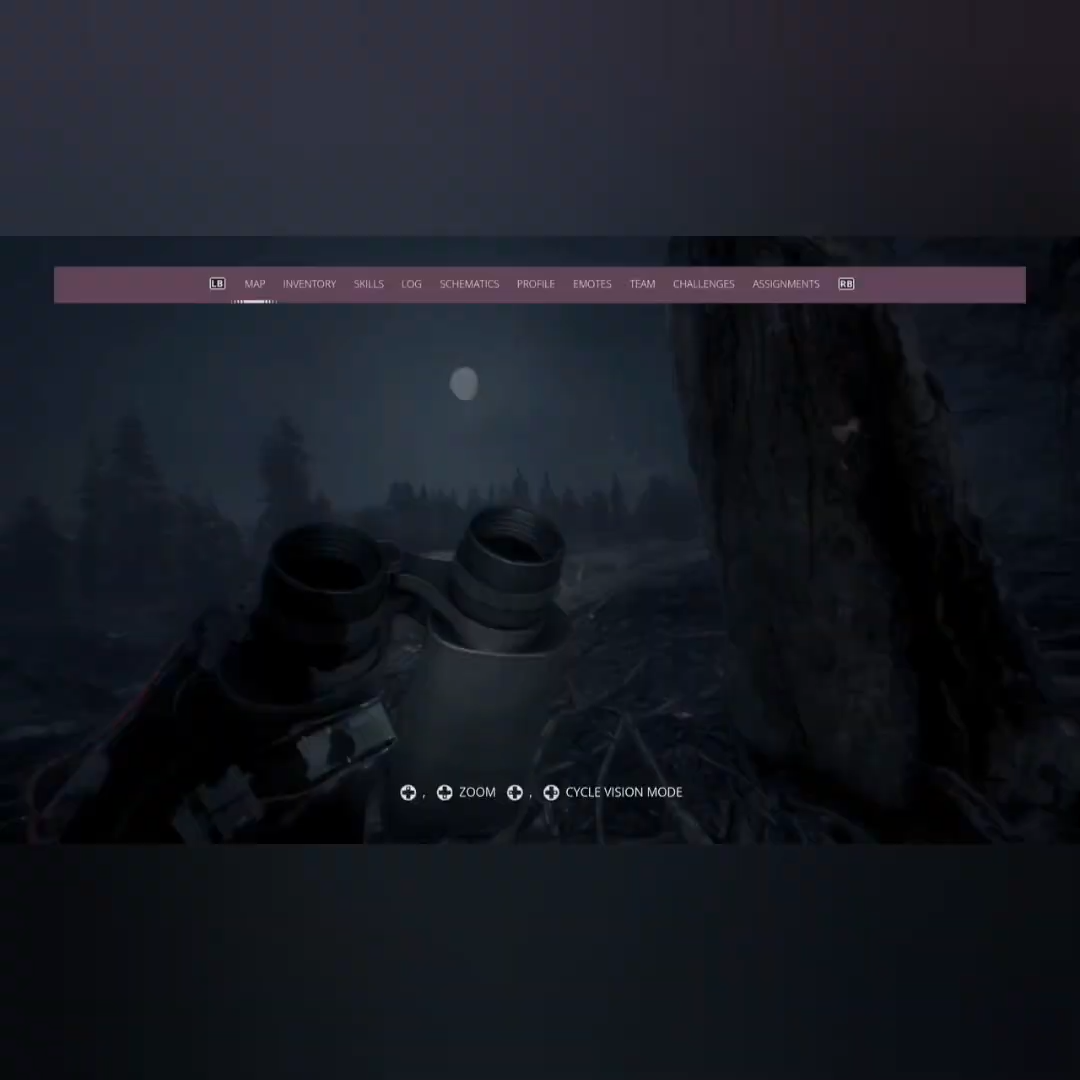 LB MAP INVENTORY SKILLS LOG SCHEMATICS PROFILE EMOTES TEAM CHALLENGES ASSIGNMENTS RB
, ZOOM , CYCLE VISION MODE